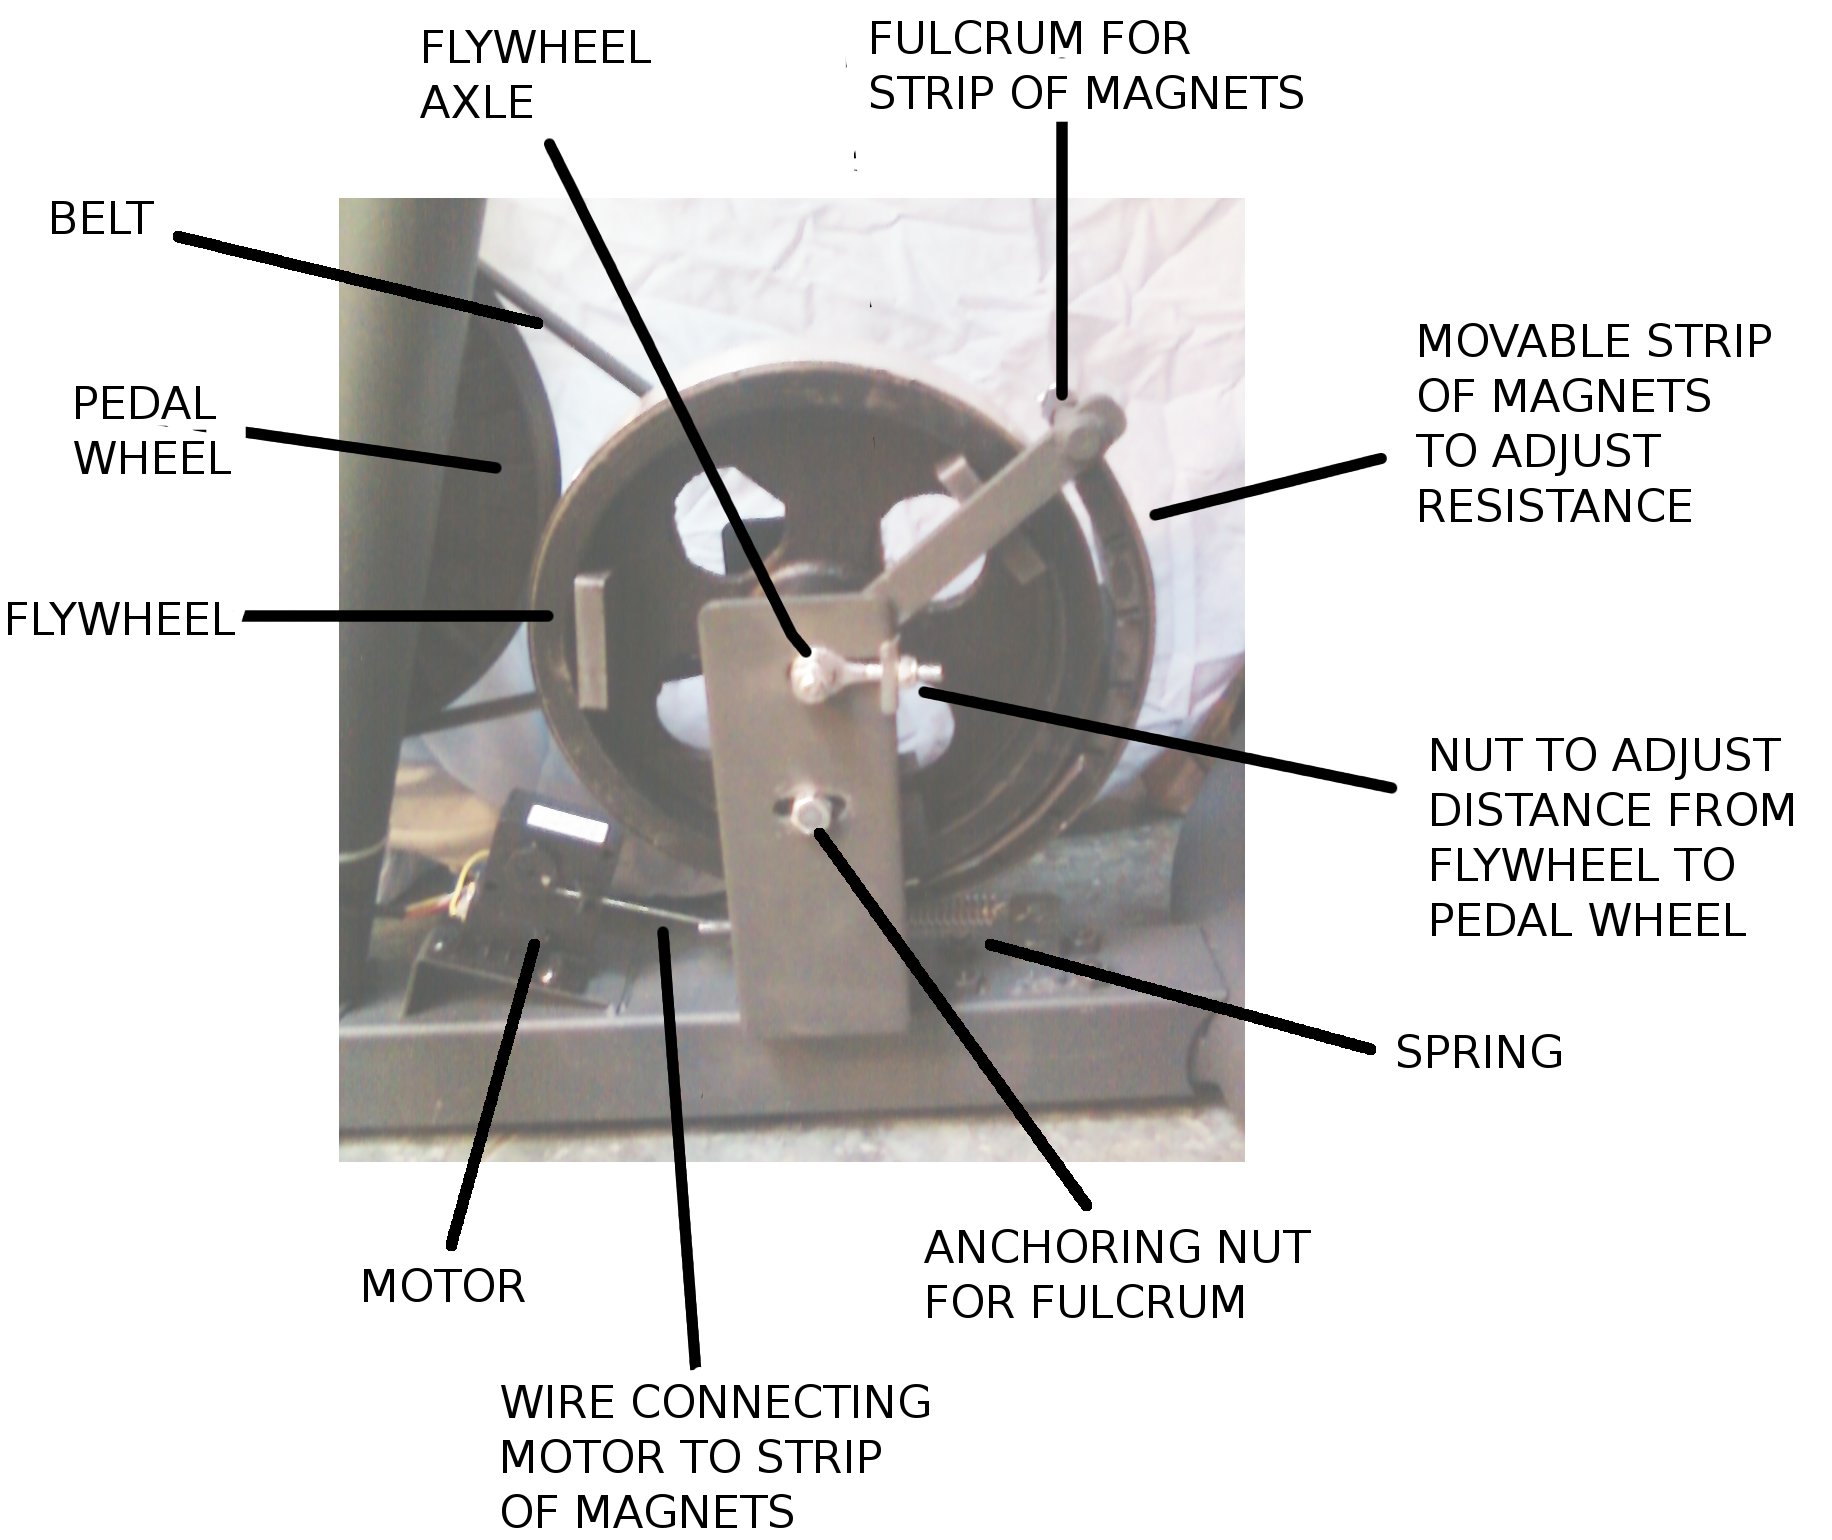 FLYWHEEL
AXLE
FULCRUM FOR
STRIP OF MAGNETS
BELT
PEDAL
WHEEL
FLYWHEEL
MOVABLE STRIP
OF MAGNETS
TO ADJUST
RESISTANCE
NUT TO ADJUST
DISTANCE FROM
FLYWHEEL TO
PEDAL WHEEL
SPRING
ANCHORING NUT
FOR FULCRUM
MOTOR
WIRE CONNECTING
MOTOR TO STRIP
OF MAGNETS